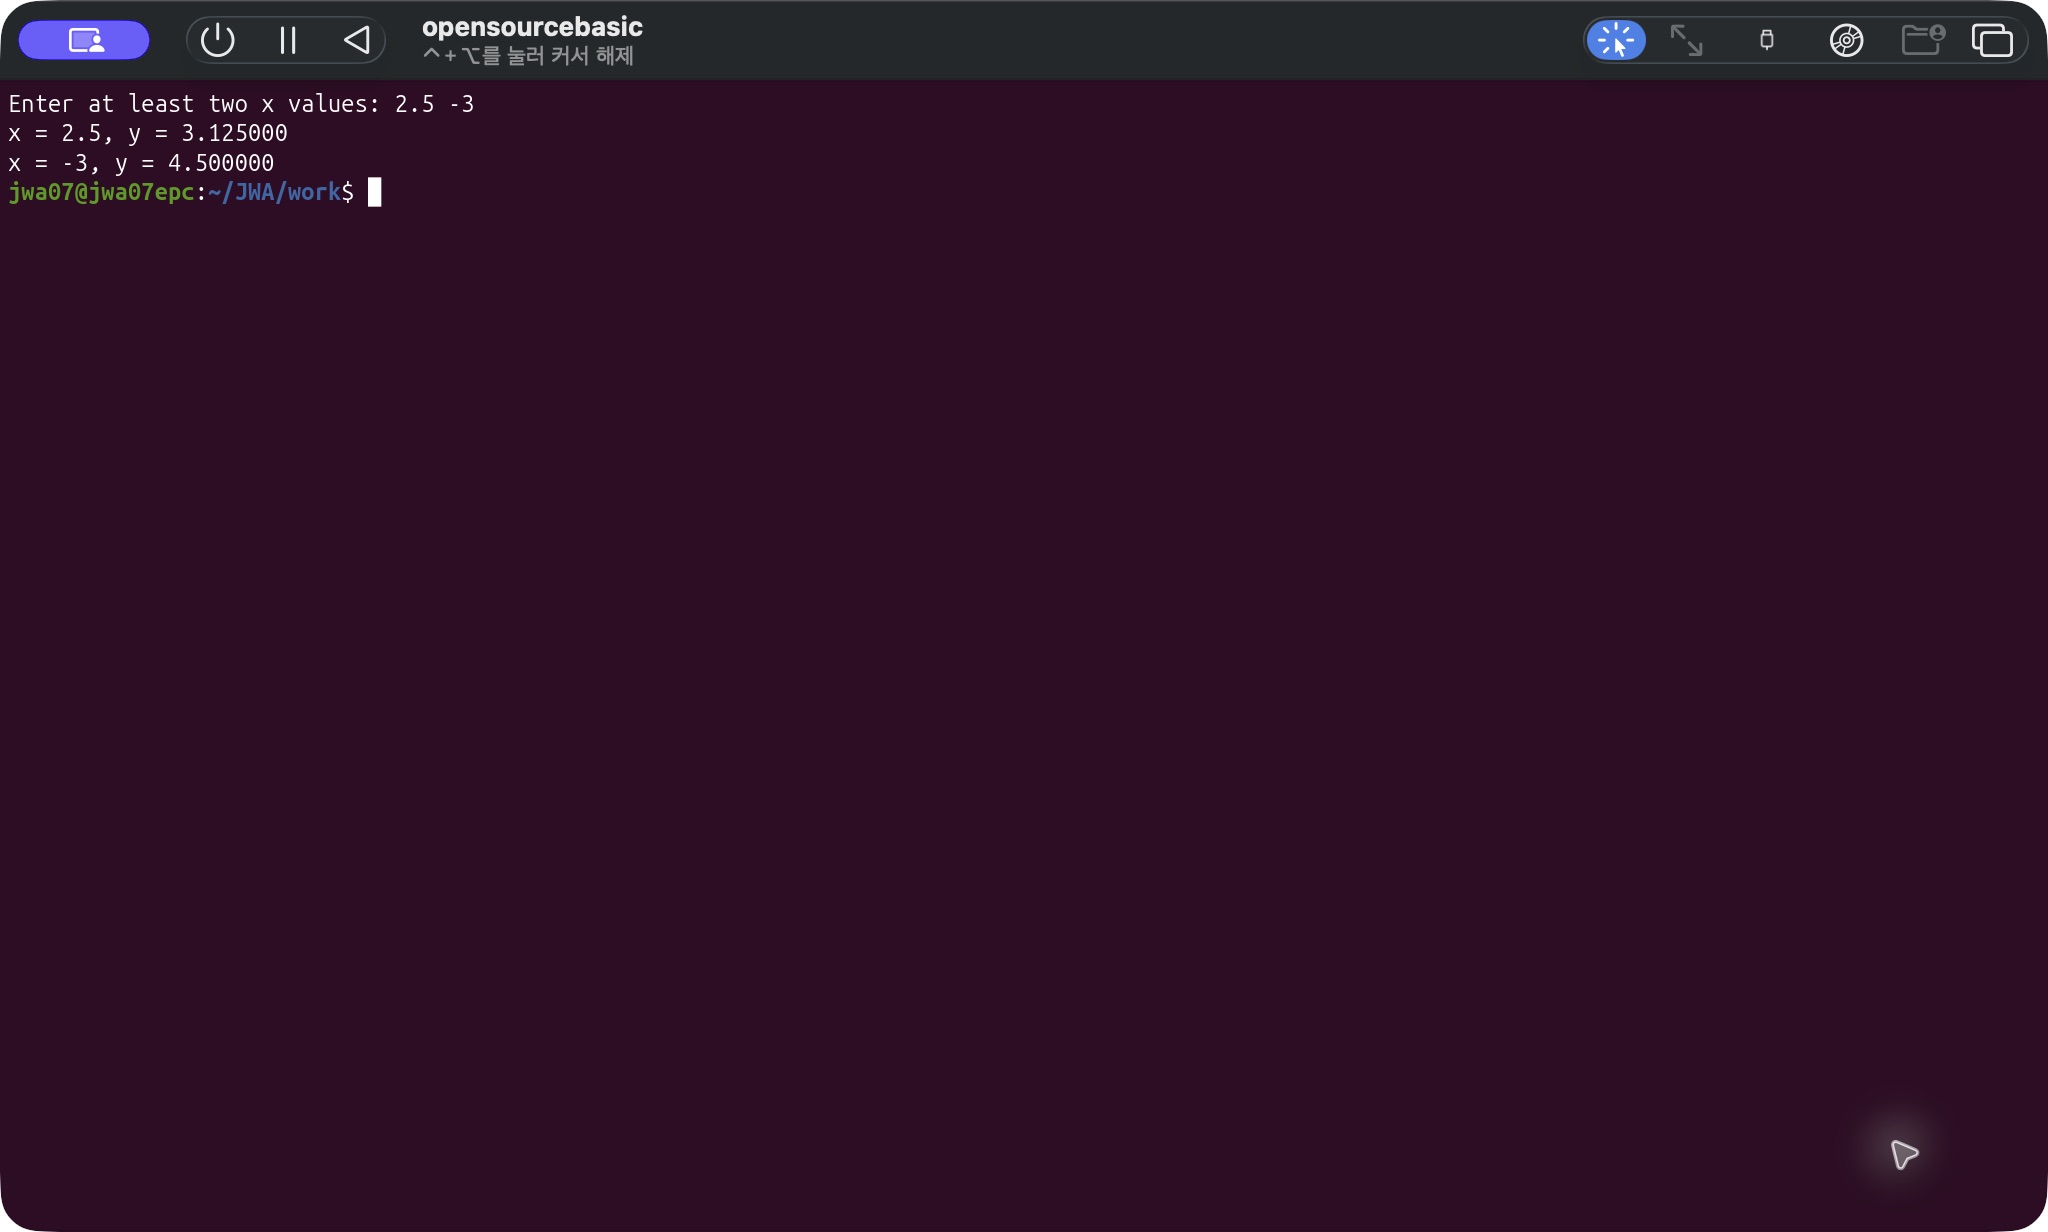 opensourcebasic
^+⌥를 눌러 커서 해제
Enter at least two x values: 2.5 -3
x = 2.5, y = 3.125000
x = -3, y = 4.500000
jwa07@jwa07epc:~/JWA/work$